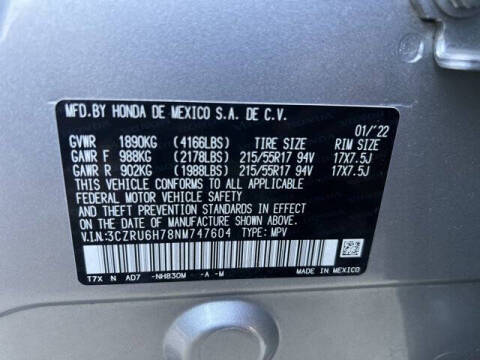 MFD.BY HONDA DE MEXICO S.A. DE C.V.
01/'22
GVWR 1890KG (4166LBS) TIRE SIZE RIM SIZE
GAWR F 988KG (2178LBS) 215/55R17 94V 17X7.5J
GAWR R 902KG (1988LBS) 215/55R17 94V 17X7.5J
THIS VEHICLE CONFORMS TO ALL APPLICABLE
FEDERAL MOTOR VEHICLE SAFETY, BUMPER,
AND THEFT PREVENTION STANDARDS IN EFFECT
ON THE DATE OF MANUFACTURE SHOWN ABOVE.
V.I.N:3CZRU6H78NM747604 TYPE: MPV
T7X N AD7 -NH830M -A -M
MADE IN MEXICO